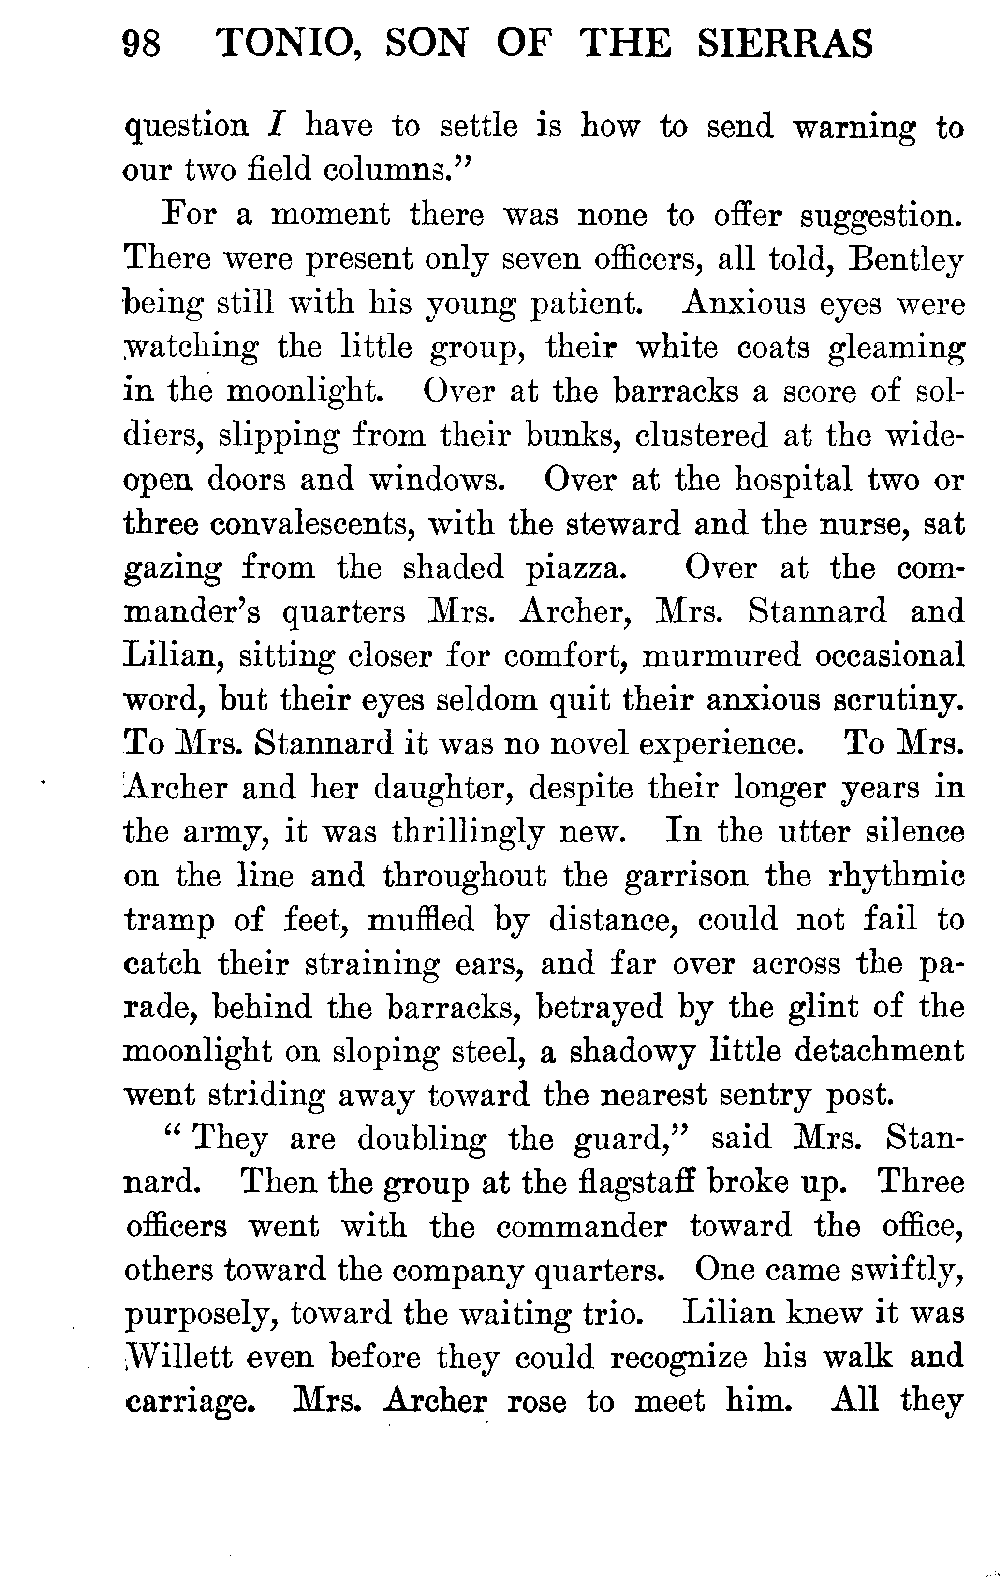 98 TONIO, SON OF THE SIERRAS
question I have to settle is how to send warning to
our two field columns."
For a moment there was none to offer suggestion.
There were present only seven officers, all told, Bentley
being still with his young patient. Anxious eyes were
watching the little group, their white coats gleaming
in the moonlight. Over at the barracks a score of sol-
diers, slipping from their bunks, clustered at the wide-
open doors and windows. Over at the hospital two or
three convalescents, with the steward and the nurse, sat
gazing from the shaded piazza. Over at the com-
mander's quarters Mrs. Archer, Mrs. Stannard and
Lilian, sitting closer for comfort, murmured occasional
word, but their eyes seldom quit their anxious scrutiny.
To Mrs. Stannard it was no novel experience. To Mrs.
Archer and her daughter, despite their longer years in
the army, it was thrillingly new. In the utter silence
on the line and throughout the garrison the rhythmic
tramp of feet, muffled by distance, could not fail to
catch their straining ears, and far over across the pa-
rade, behind the barracks, betrayed by the glint of the
moonlight on sloping steel, a shadowy little detachment
went striding away toward the nearest sentry post.
"They are doubling the guard," said Mrs. Stan-
nard. Then the group at the flagstaff broke up. Three
officers went with the commander toward the office,
others toward the company quarters. One came swiftly,
purposely, toward the waiting trio. Lilian knew it was
Willett even before they could recognize his walk and
carriage. Mrs. Archer rose to meet him. All they